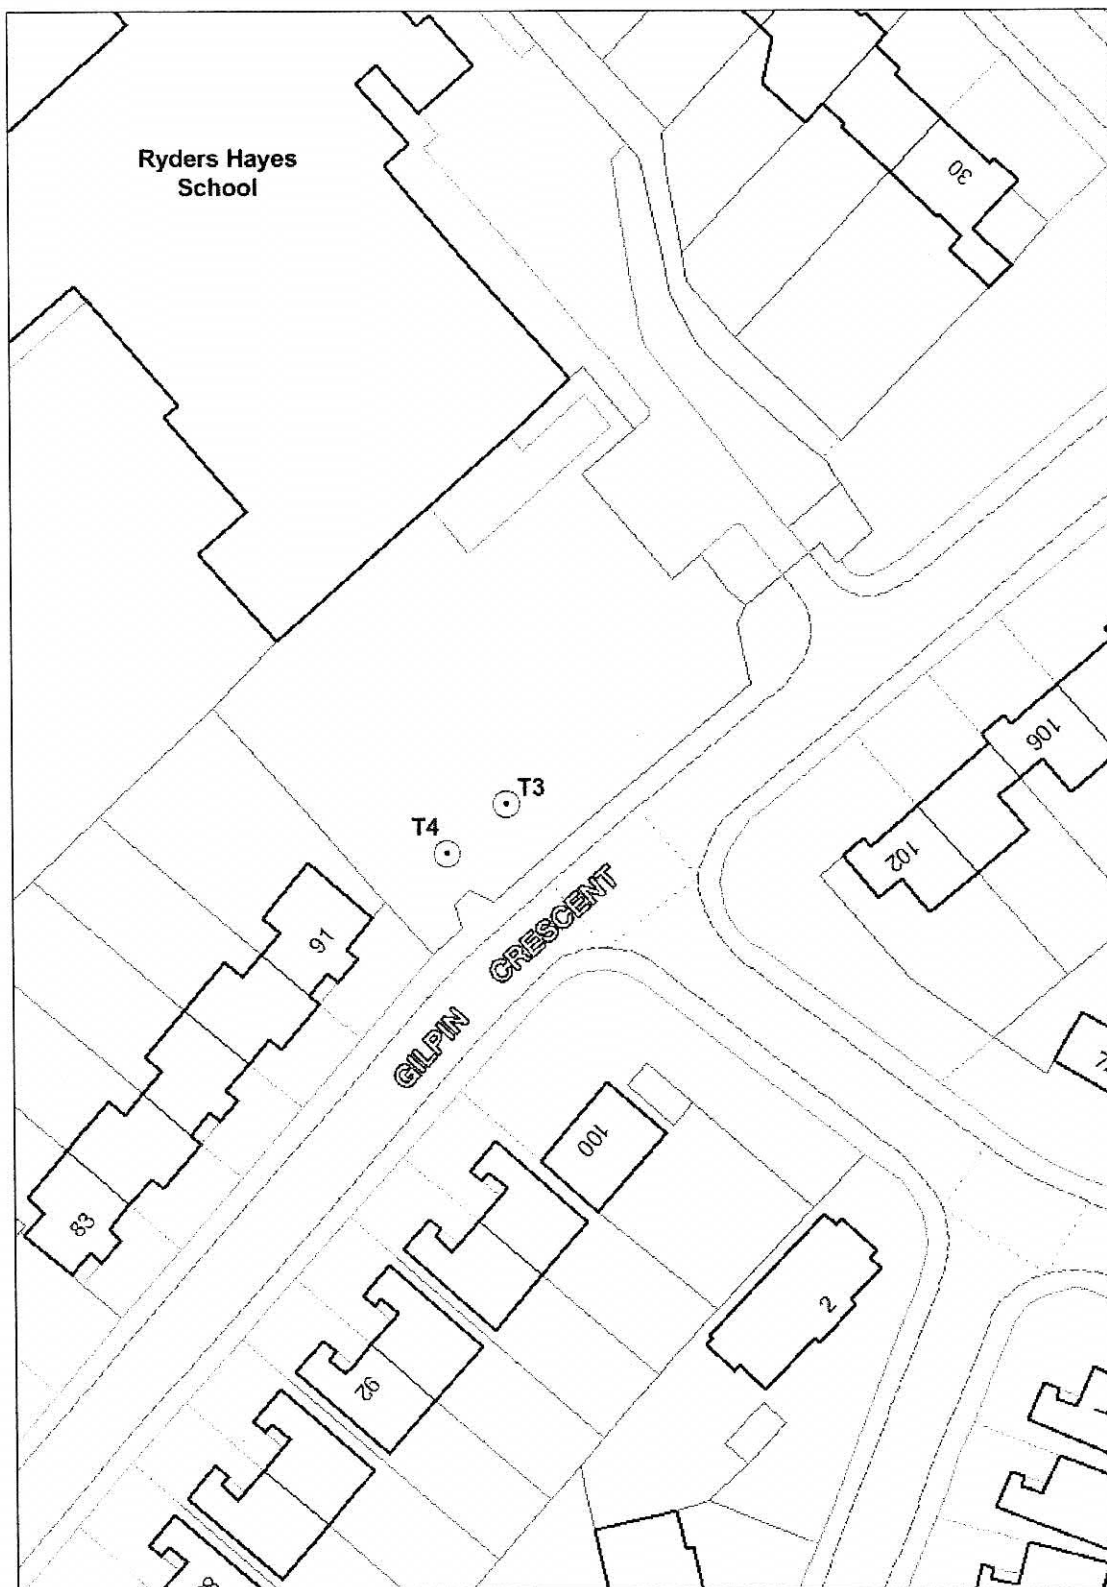 Ryders Hayes
School
30
106
T3
T4
102
CRESCENT
91
GILPIN
100
83
2
92